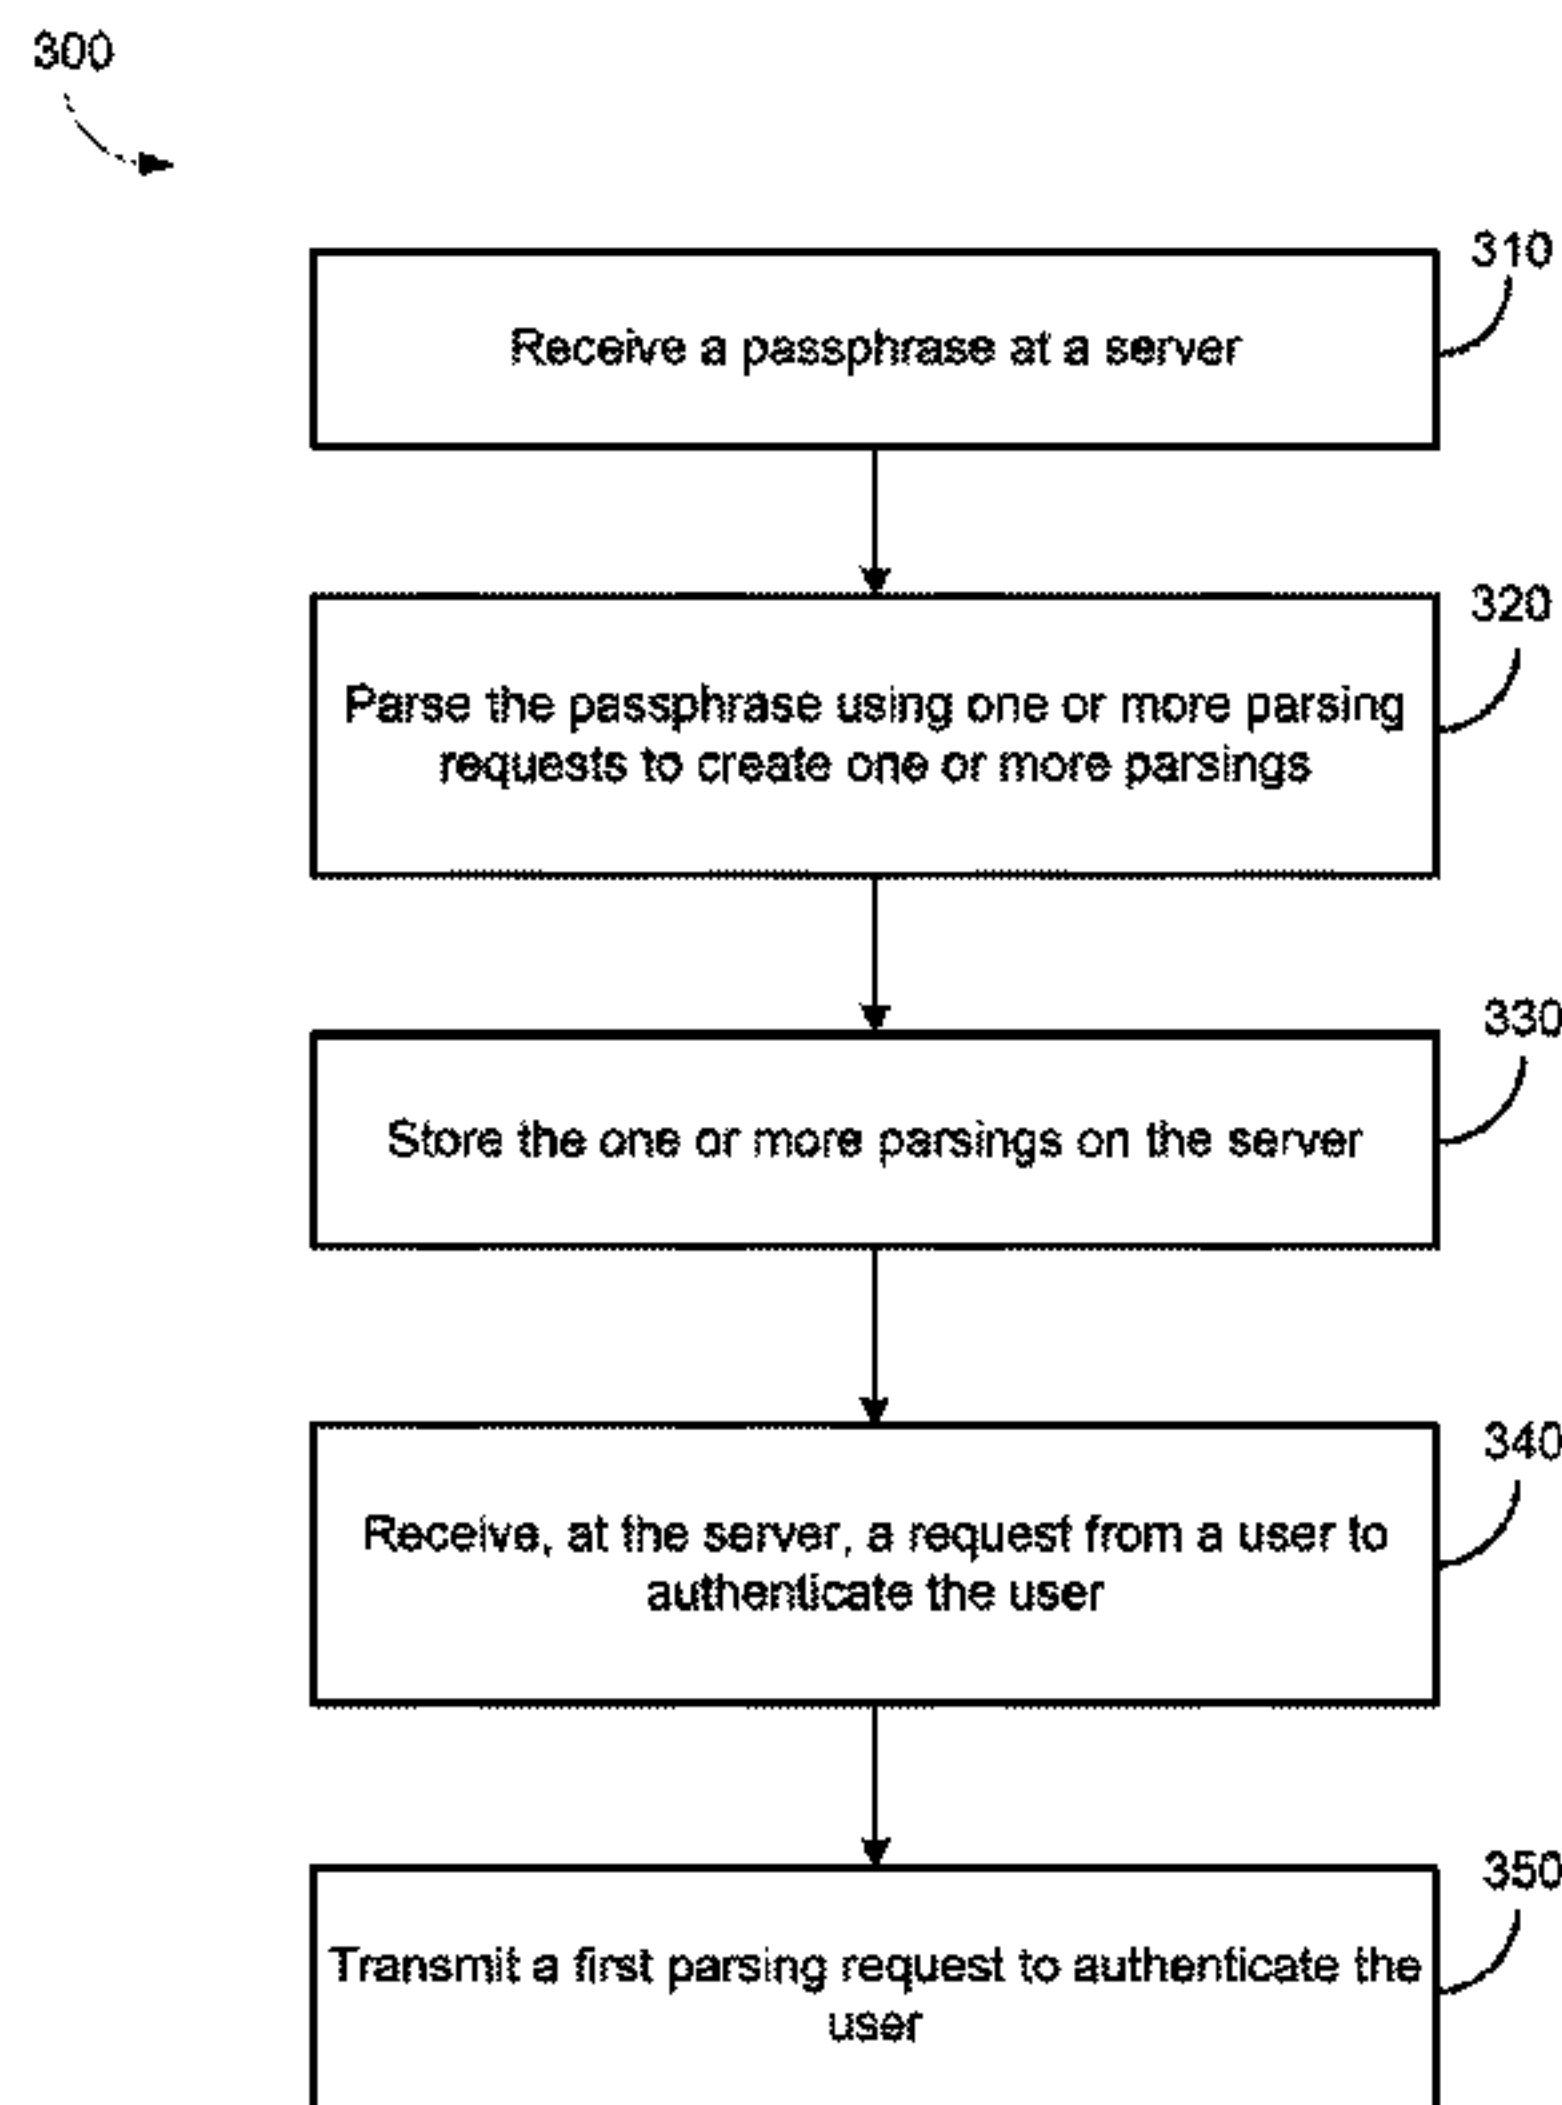 300
310
Receive a passphrase at a server
320
Parse the passphrase using one or more parsing
requests to create one or more parsings
330
Store the one or more parsings on the server
340
Receive, at the server, a request from a user to
authenticate the user
350
Transmit a first parsing request to authenticate the
user